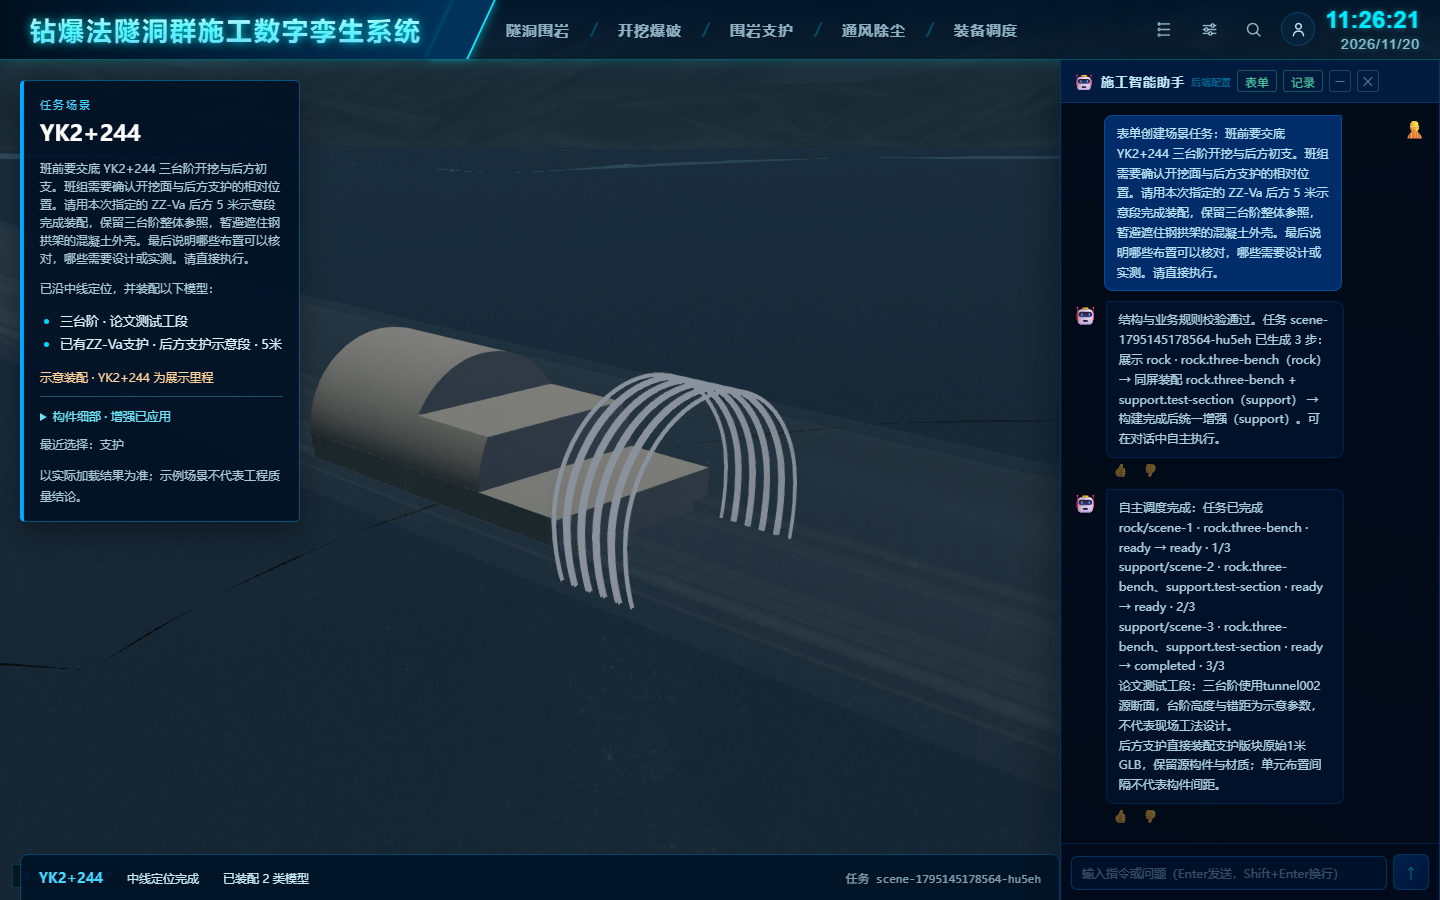 钻爆法隧洞群施工数字孪生系统
隧洞围岩 / 开挖爆破 / 围岩支护 / 通风除尘 / 装备调度
11:26:21
2026/11/20
任务场景
YK2+244
班前要交底 YK2+244 三台阶开挖与后方初
支。班组需要确认开挖面与后方支护的相对位
置。请用本次指定的 ZZ-Va 后方 5 米示意段
完成装配，保留三台阶整体参照，暂避遮住钢
拱架的混凝土外壳。最后说明哪些布置可以核
对，哪些需要设计或实测。请直接执行。
已沿中线定位，并装配以下模型：
三台阶 · 论文测试工段
已有ZZ-Va支护 · 后方支护示意段 · 5米
示意装配 · YK2+244 为展示里程
▶ 构件细部 · 增强已应用
最近选择：支护
以实际加载结果为准；示例场景不代表工程质
量结论。
施工智能助手 后端配置 表单 记录
表单创建场景任务：班前要交底
YK2+244 三台阶开挖与后方初支。班组
需要确认开挖面与后方支护的相对位
置。请用本次指定的 ZZ-Va 后方 5 米示
意段完成装配，保留三台阶整体参照，
暂避遮住钢拱架的混凝土外壳。最后说
明哪些布置可以核对，哪些需要设计或
实测。请直接执行。
结构与业务规则校验通过。任务 scene-
1795145178564-hu5eh 已生成 3 步：
展示 rock · rock.three-bench（rock）
→ 同屏装配 rock.three-bench +
support.test-section（support） →
构建完成后统一增强（support）。可
在对话中自主执行。
自主调度完成：任务已完成
rock/scene-1 · rock.three-bench ·
ready → ready · 1/3
support/scene-2 · rock.three-
bench、support.test-section · ready
→ ready · 2/3
support/scene-3 · rock.three-
bench、support.test-section · ready
→ completed · 3/3
论文测试工段：三台阶使用tunnel002
源断面，台阶高度与错距为示意参数，
不代表现场工法设计。
后方支护直接装配支护版块原始1米
GLB，保留源构件与材质；单元布置间
隔不代表构件间距。
输入指令或问题（Enter发送，Shift+Enter换行）
YK2+244 中线定位完成 已装配 2 类模型 任务 scene-1795145178564-hu5eh